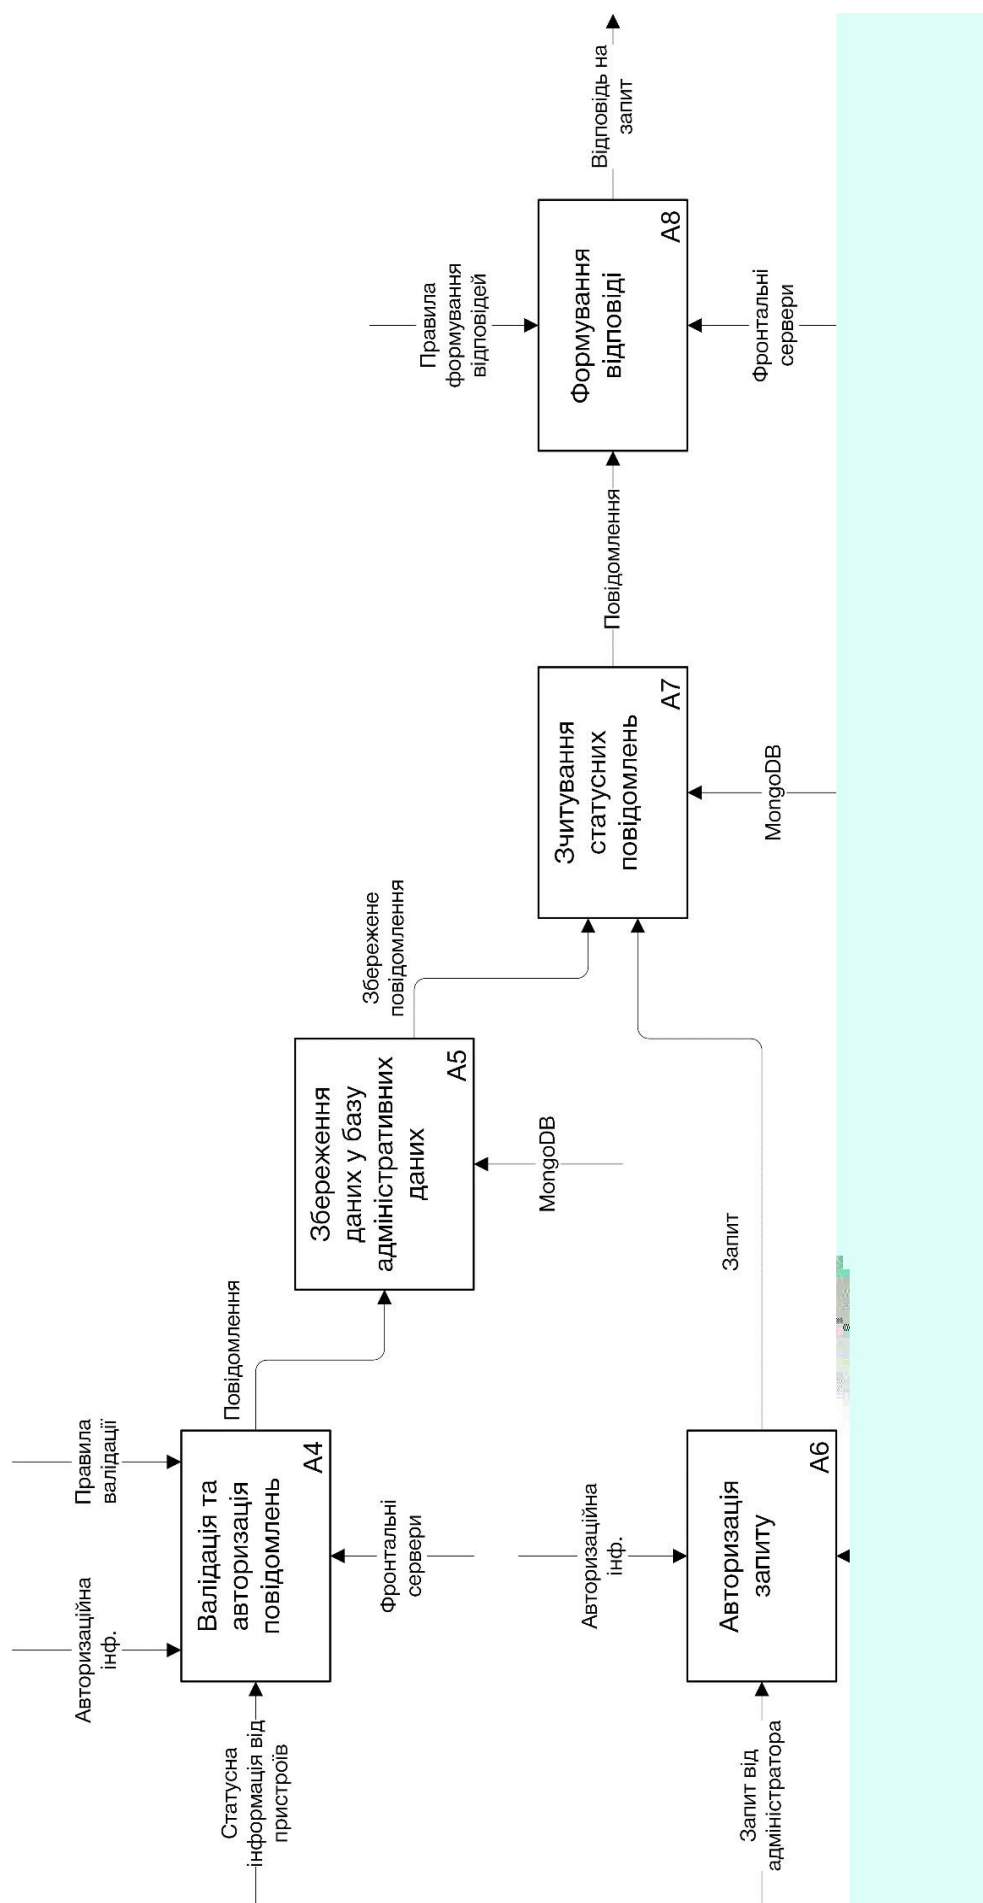 Авторизаційна
інф.
Правила
валідації
Статусна
інформація від
пристроїв
Валідація та
авторизація
повідомлень
A4
Повідомлення
Фронтальні
сервери
Збереження
даних у базу
адміністративних
даних
A5
Збережене
повідомлення
MongoDB
Правила
формування
відповідей
Зчитування
статусних
повідомлень
A7
Повідомлення
Формування
відповіді
A8
Відповідь на
запит
MongoDB
Фронтальні
сервери
Авторизаційна
інф.
Запит від
адміністратора
Авторизація
запиту
A6
Запит